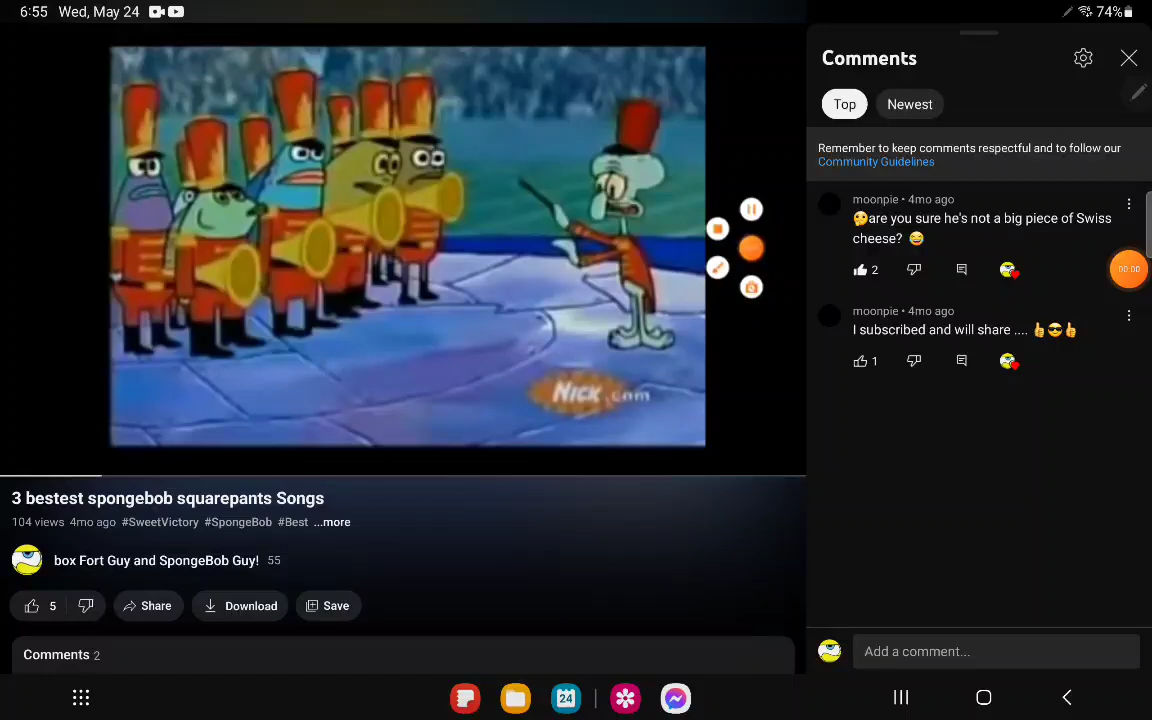 6:55 Wed, May 24
74%
Nick.com
3 bestest spongebob squarepants Songs
104 views 4mo ago #SweetVictory #SpongeBob #Best ...more
box Fort Guy and SpongeBob Guy! 55
5 Share Download Save
Comments 2
Comments
Top Newest
Remember to keep comments respectful and to follow our
Community Guidelines
moonpie • 4mo ago
🤔are you sure he's not a big piece of Swiss
cheese? 😂
2
00:00
moonpie • 4mo ago
I subscribed and will share .... 👍😎👍
1
Add a comment...
24